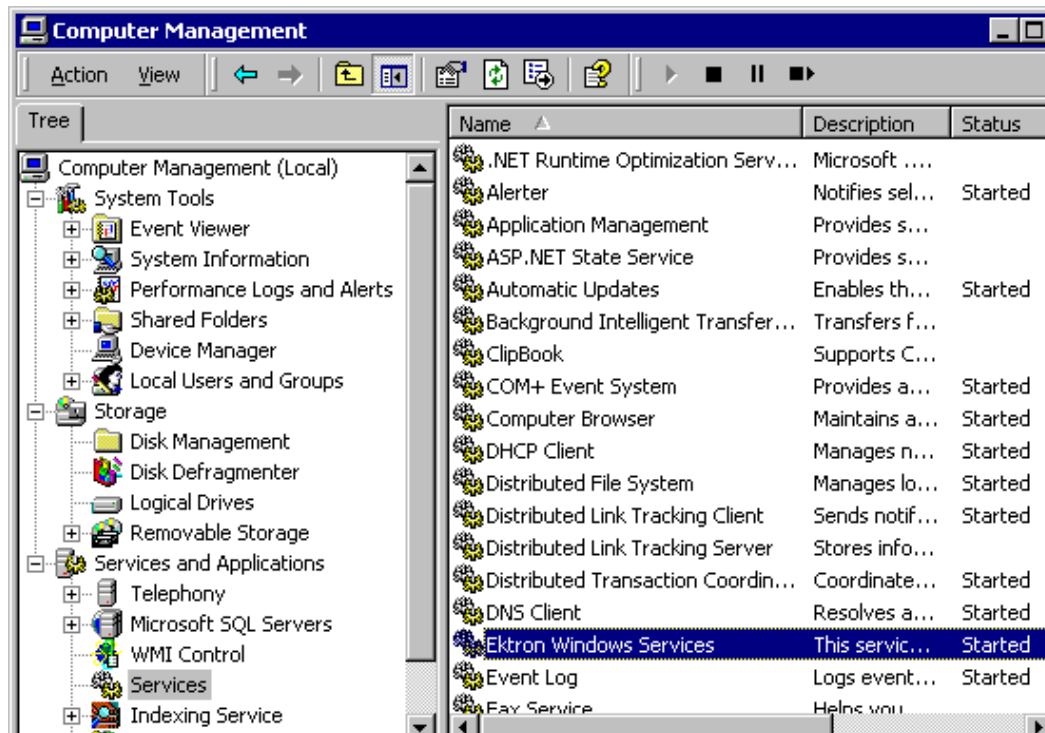 Computer Management
Action View
Tree
Computer Management (Local)
System Tools
Event Viewer
System Information
Performance Logs and Alerts
Shared Folders
Device Manager
Local Users and Groups
Storage
Disk Management
Disk Defragmenter
Logical Drives
Removable Storage
Services and Applications
Telephony
Microsoft SQL Servers
WMI Control
Services
Indexing Service
Name Description Status
.NET Runtime Optimization Serv... Microsoft ....
Alerter Notifies sel... Started
Application Management Provides s...
ASP.NET State Service Provides s...
Automatic Updates Enables th... Started
Background Intelligent Transfer... Transfers f...
ClipBook Supports C...
COM+ Event System Provides a... Started
Computer Browser Maintains a... Started
DHCP Client Manages n... Started
Distributed File System Manages lo... Started
Distributed Link Tracking Client Sends notif... Started
Distributed Link Tracking Server Stores info...
Distributed Transaction Coordin... Coordinate... Started
DNS Client Resolves a... Started
Ektron Windows Services This servic... Started
Event Log Logs event... Started
Fax Service Helps you